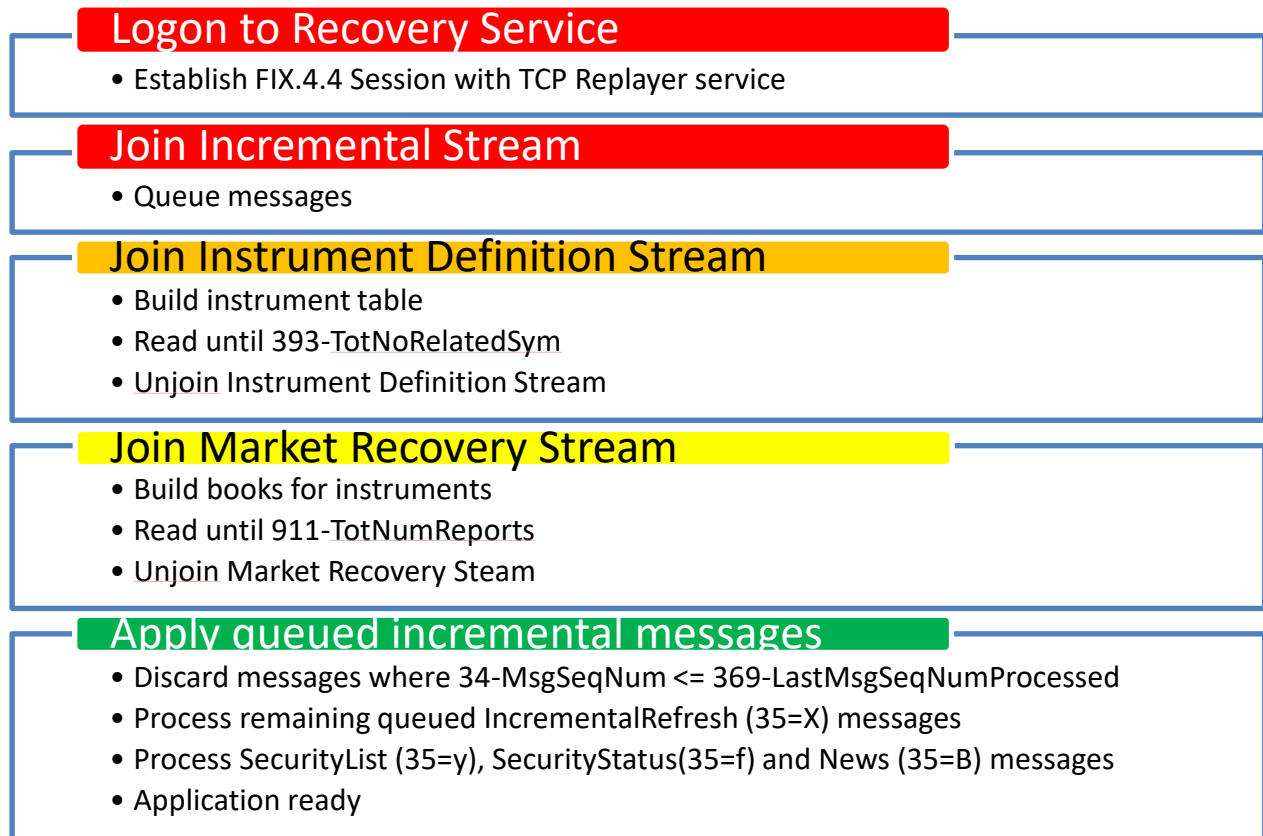 Logon to Recovery Service
• Establish FIX.4.4 Session with TCP Replayer service
Join Incremental Stream
• Queue messages
Join Instrument Definition Stream
• Build instrument table
• Read until 393-TotNoRelatedSym
• Unjoin Instrument Definition Stream
Join Market Recovery Stream
• Build books for instruments
• Read until 911-TotNumReports
• Unjoin Market Recovery Steam
Apply queued incremental messages
• Discard messages where 34-MsgSeqNum <= 369-LastMsgSeqNumProcessed
• Process remaining queued IncrementalRefresh (35=X) messages
• Process SecurityList (35=y), SecurityStatus(35=f) and News (35=B) messages
• Application ready